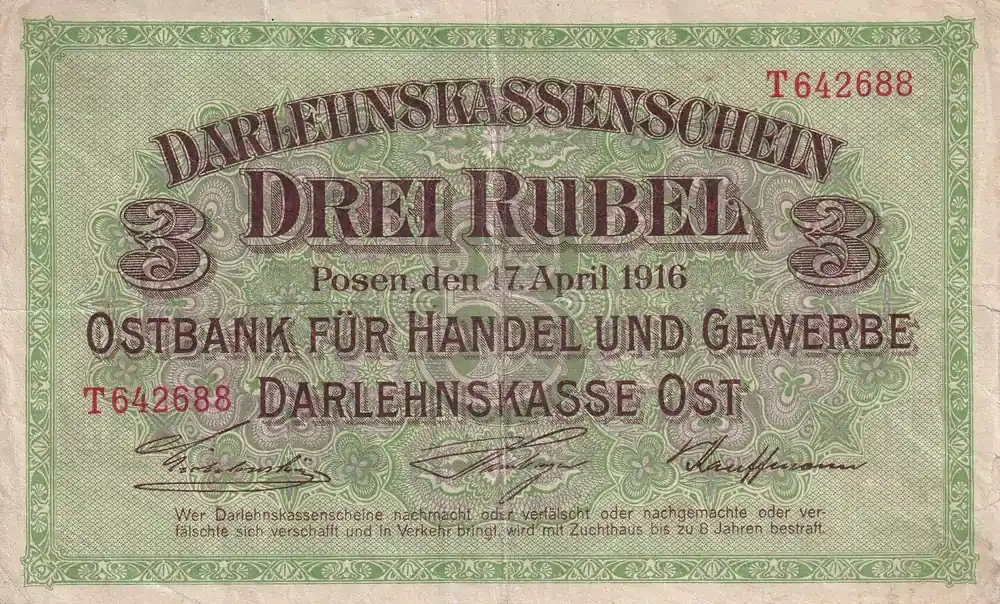 T642688
DARLEHNSKASSENSCHEIN
3 DREI RUBEL 3
Posen, den 17. April 1916
OSTBANK FÜR HANDEL UND GEWERBE
T642688 DARLEHNSKASSE OST
Kauffmann
Wer Darlehnskassenscheine nachmacht oder verfälscht oder nachgemachte oder ver-
fälschte sich verschafft und in Verkehr bringt, wird mit Zuchthaus bis zu 8 Jahren bestraft.